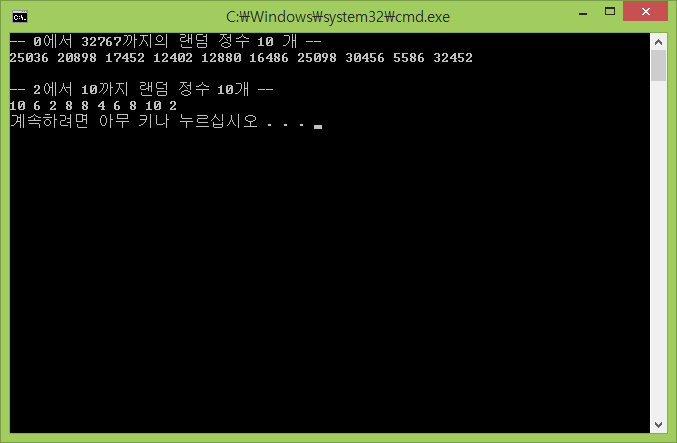 C:₩Windows₩system32₩cmd.exe
-- 0에서 32767까지의 랜덤 정수 10 개 --
25036 20898 17452 12402 12880 16486 25098 30456 5586 32452
-- 2에서 10까지 랜덤 정수 10개 --
10 6 2 8 8 4 6 8 10 2
계속하려면 아무 키나 누르십시오 . . .